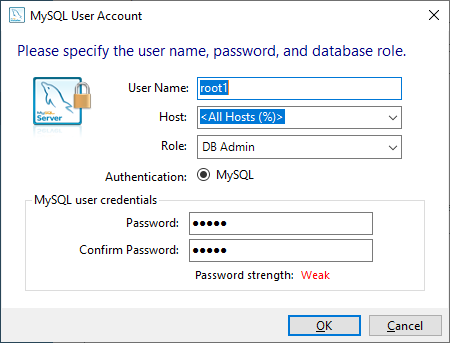 MySQL User Account
Please specify the user name, password, and database role.
User Name: root1
MySQL
Server
Host: <All Hosts (%)>
Role: DB Admin
Authentication: MySQL
MySQL user credentials
Password: •••••
Confirm Password: •••••
Password strength: Weak
OK Cancel